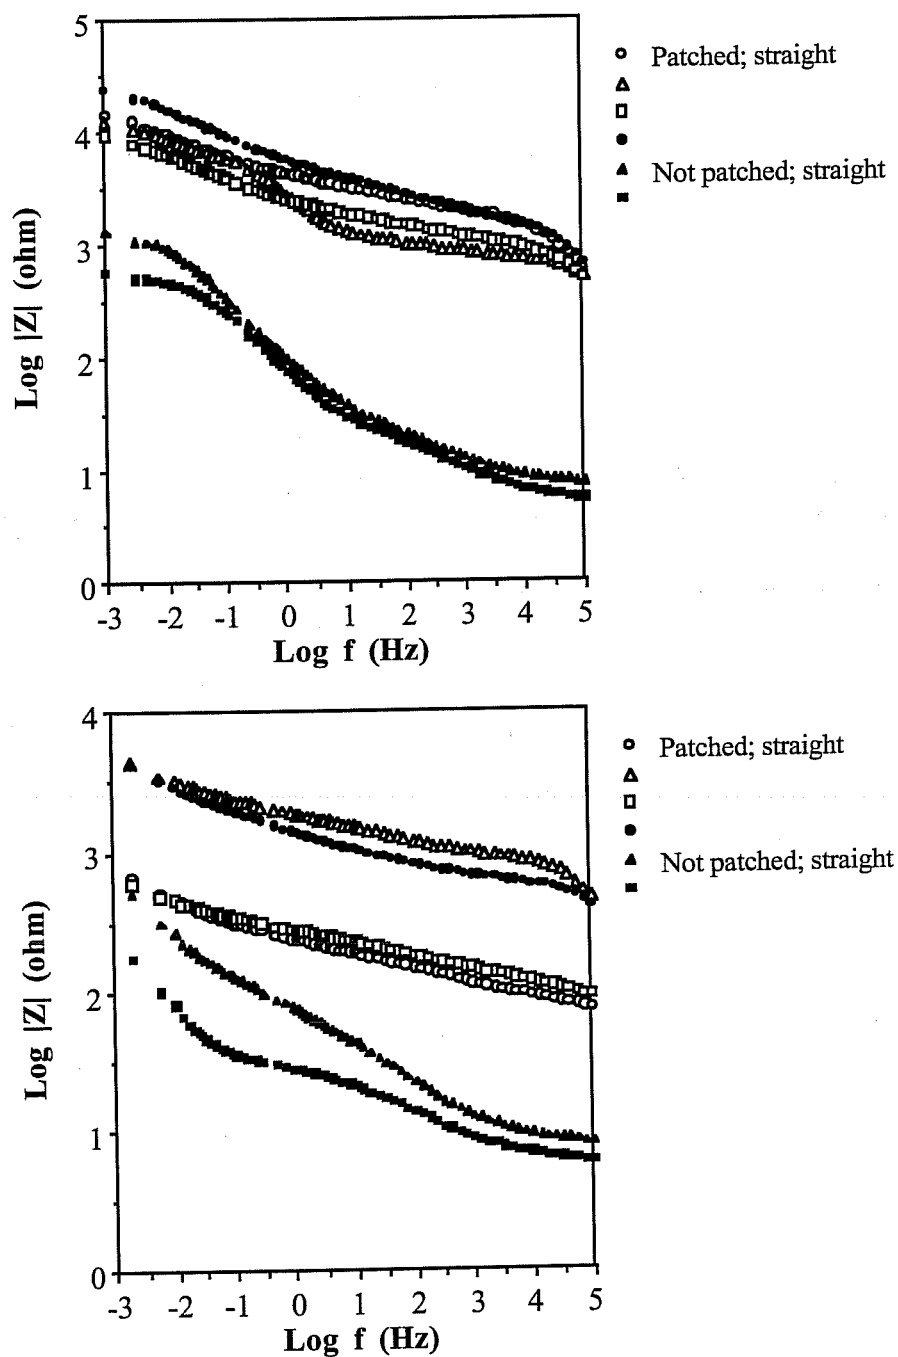 5
4
3
2
1
0
Log |Z| (ohm)
-3 -2 -1 0 1 2 3 4 5
Log f (Hz)
Patched; straight
Not patched; straight
4
3
2
1
0
Log |Z| (ohm)
-3 -2 -1 0 1 2 3 4 5
Log f (Hz)
Patched; straight
Not patched; straight